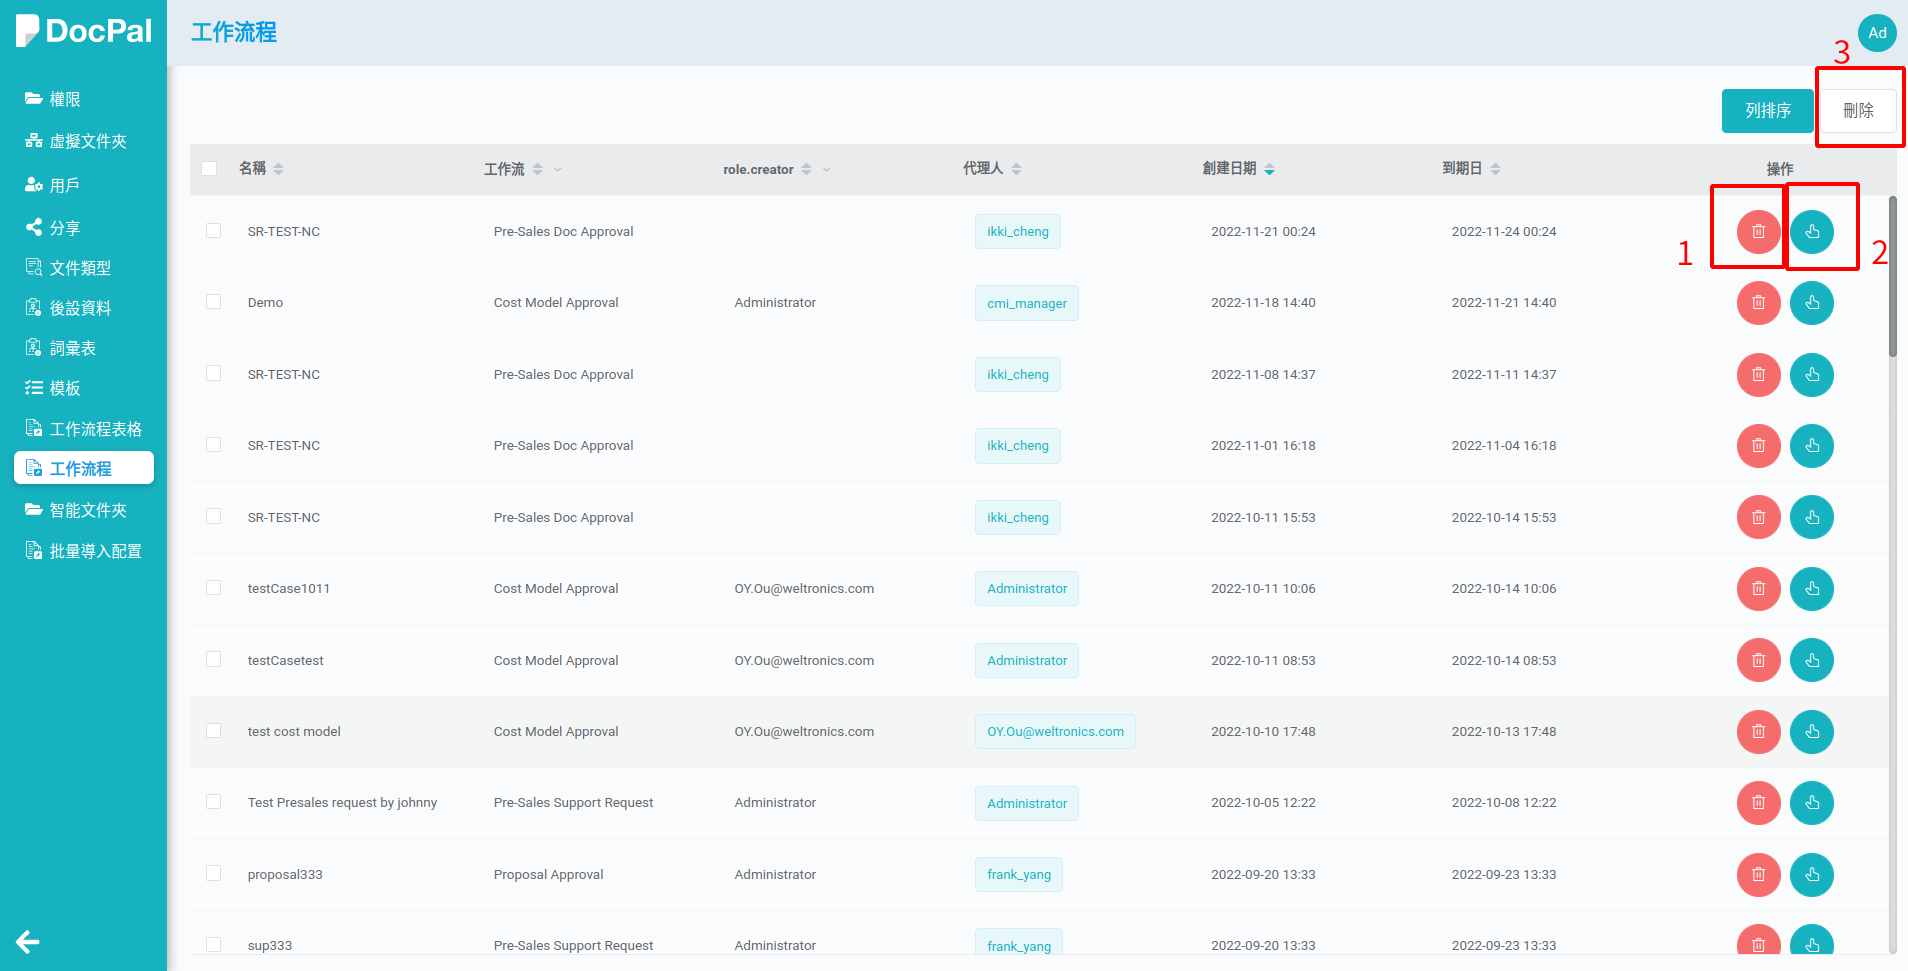 DocPal
工作流程
Ad
3
權限
虛擬文件夾
用戶
分享
文件類型
後設資料
詞彙表
模板
工作流程表格
工作流程
智能文件夾
批量導入配置
列排序 刪除
名稱 工作流 role.creator 代理人 創建日期 到期日 操作
SR-TEST-NC Pre-Sales Doc Approval ikki_cheng 2022-11-21 00:24 2022-11-24 00:24
1 2
Demo Cost Model Approval Administrator cmi_manager 2022-11-18 14:40 2022-11-21 14:40
SR-TEST-NC Pre-Sales Doc Approval ikki_cheng 2022-11-08 14:37 2022-11-11 14:37
SR-TEST-NC Pre-Sales Doc Approval ikki_cheng 2022-11-01 16:18 2022-11-04 16:18
SR-TEST-NC Pre-Sales Doc Approval ikki_cheng 2022-10-11 15:53 2022-10-14 15:53
testCase1011 Cost Model Approval OY.Ou@weltronics.com Administrator 2022-10-11 10:06 2022-10-14 10:06
testCasetest Cost Model Approval OY.Ou@weltronics.com Administrator 2022-10-11 08:53 2022-10-14 08:53
test cost model Cost Model Approval OY.Ou@weltronics.com OY.Ou@weltronics.com 2022-10-10 17:48 2022-10-13 17:48
Test Presales request by johnny Pre-Sales Support Request Administrator Administrator 2022-10-05 12:22 2022-10-08 12:22
proposal333 Proposal Approval Administrator frank_yang 2022-09-20 13:33 2022-09-23 13:33
sup333 Pre-Sales Support Request Administrator frank_yang 2022-09-20 13:33 2022-09-23 13:33